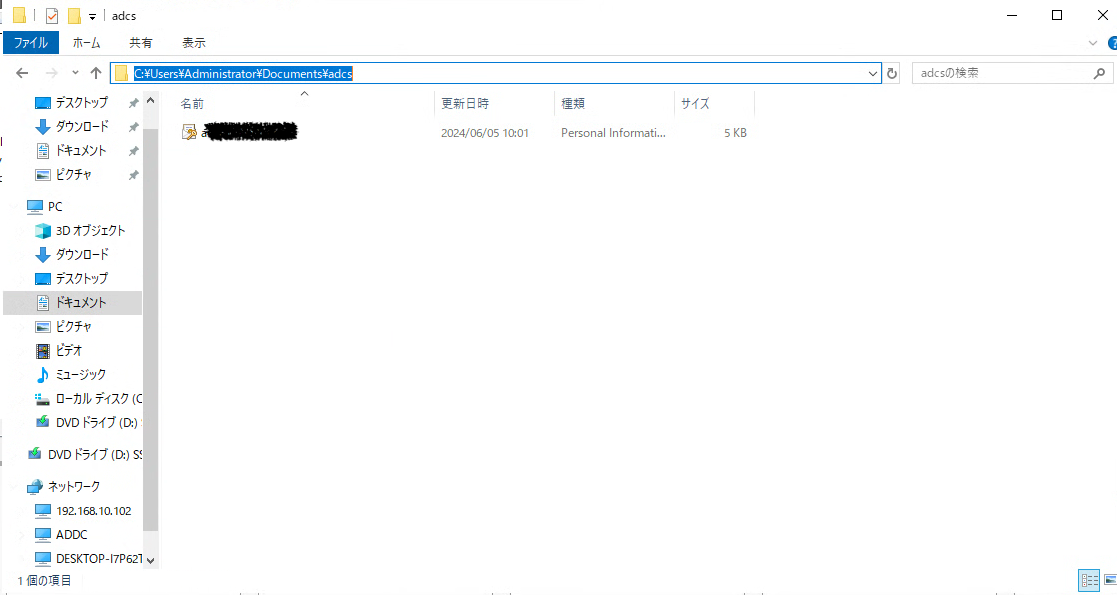 adcs
ファイル ホーム 共有 表示
C:¥Users¥Administrator¥Documents¥adcs
adcsの検索
名前 更新日時 種類 サイズ
2024/06/05 10:01 Personal Informati... 5 KB
デスクトップ
ダウンロード
ドキュメント
ピクチャ
PC
3D オブジェクト
ダウンロード
デスクトップ
ドキュメント
ピクチャ
ビデオ
ミュージック
ローカル ディスク (C
DVD ドライブ (D:)
DVD ドライブ (D:) SS
ネットワーク
192.168.10.102
ADDC
DESKTOP-I7P62T
1 個の項目